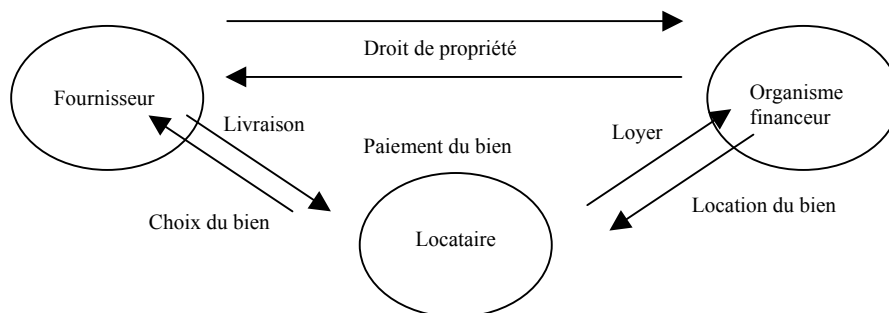 Droit de propriété
Fournisseur
Organisme
financeur
Livraison
Loyer
Paiement du bien
Choix du bien
Location du bien
Locataire